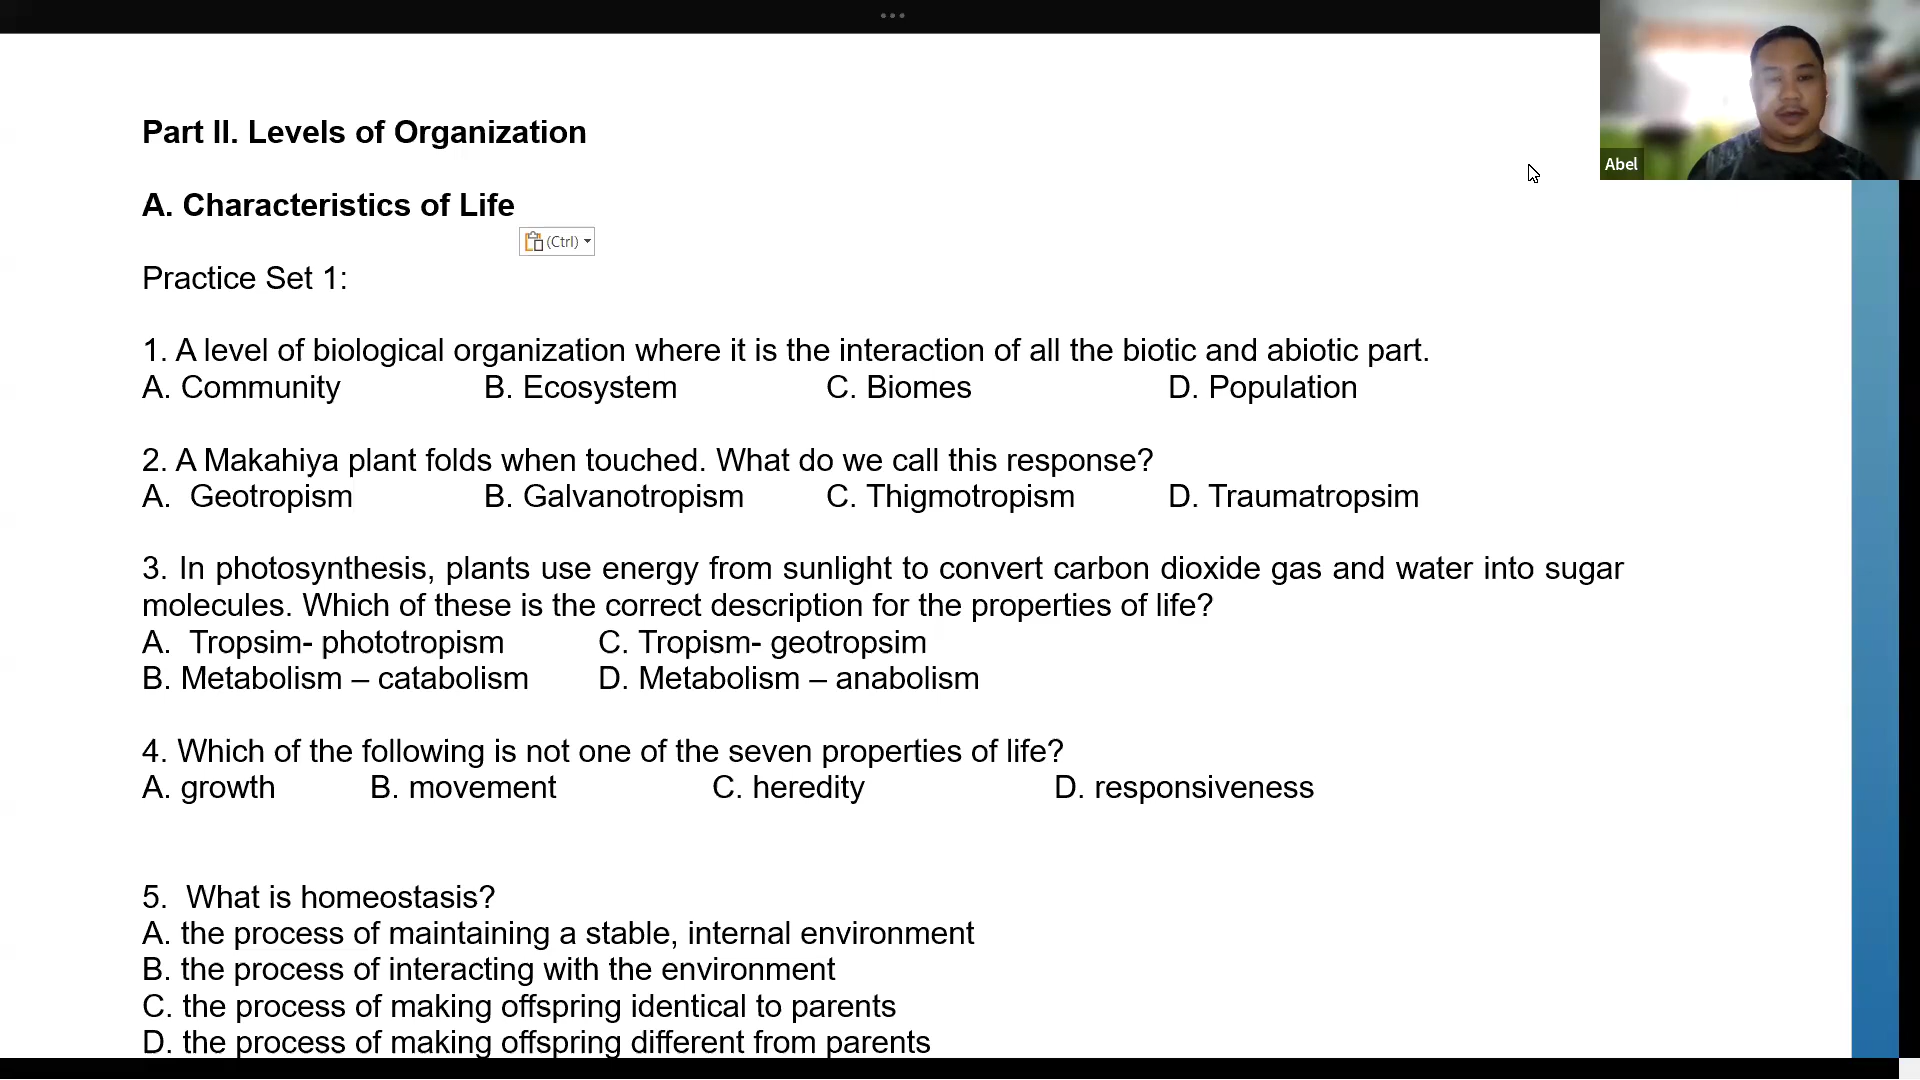 Part II. Levels of Organization
A. Characteristics of Life
(Ctrl)
Practice Set 1:
1. A level of biological organization where it is the interaction of all the biotic and abiotic part.
A. Community B. Ecosystem C. Biomes D. Population
2. A Makahiya plant folds when touched. What do we call this response?
A. Geotropism B. Galvanotropism C. Thigmotropism D. Traumatropsim
3. In photosynthesis, plants use energy from sunlight to convert carbon dioxide gas and water into sugar
molecules. Which of these is the correct description for the properties of life?
A. Tropsim- phototropism C. Tropism- geotropsim
B. Metabolism – catabolism D. Metabolism – anabolism
4. Which of the following is not one of the seven properties of life?
A. growth B. movement C. heredity D. responsiveness
5. What is homeostasis?
A. the process of maintaining a stable, internal environment
B. the process of interacting with the environment
C. the process of making offspring identical to parents
D. the process of making offspring different from parents
Abel